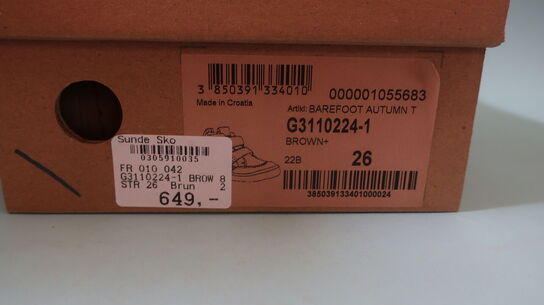 3 850391 334010
000001055683
Made in Croatia
Artikl: BAREFOOT AUTUMN T
G3110224-1
BROWN+
22B 26
385039133401000024
Sunde Sko
0305910035
FR 010 042
G3110224-1 BROW 8
STR 26 Brun 2
649,-